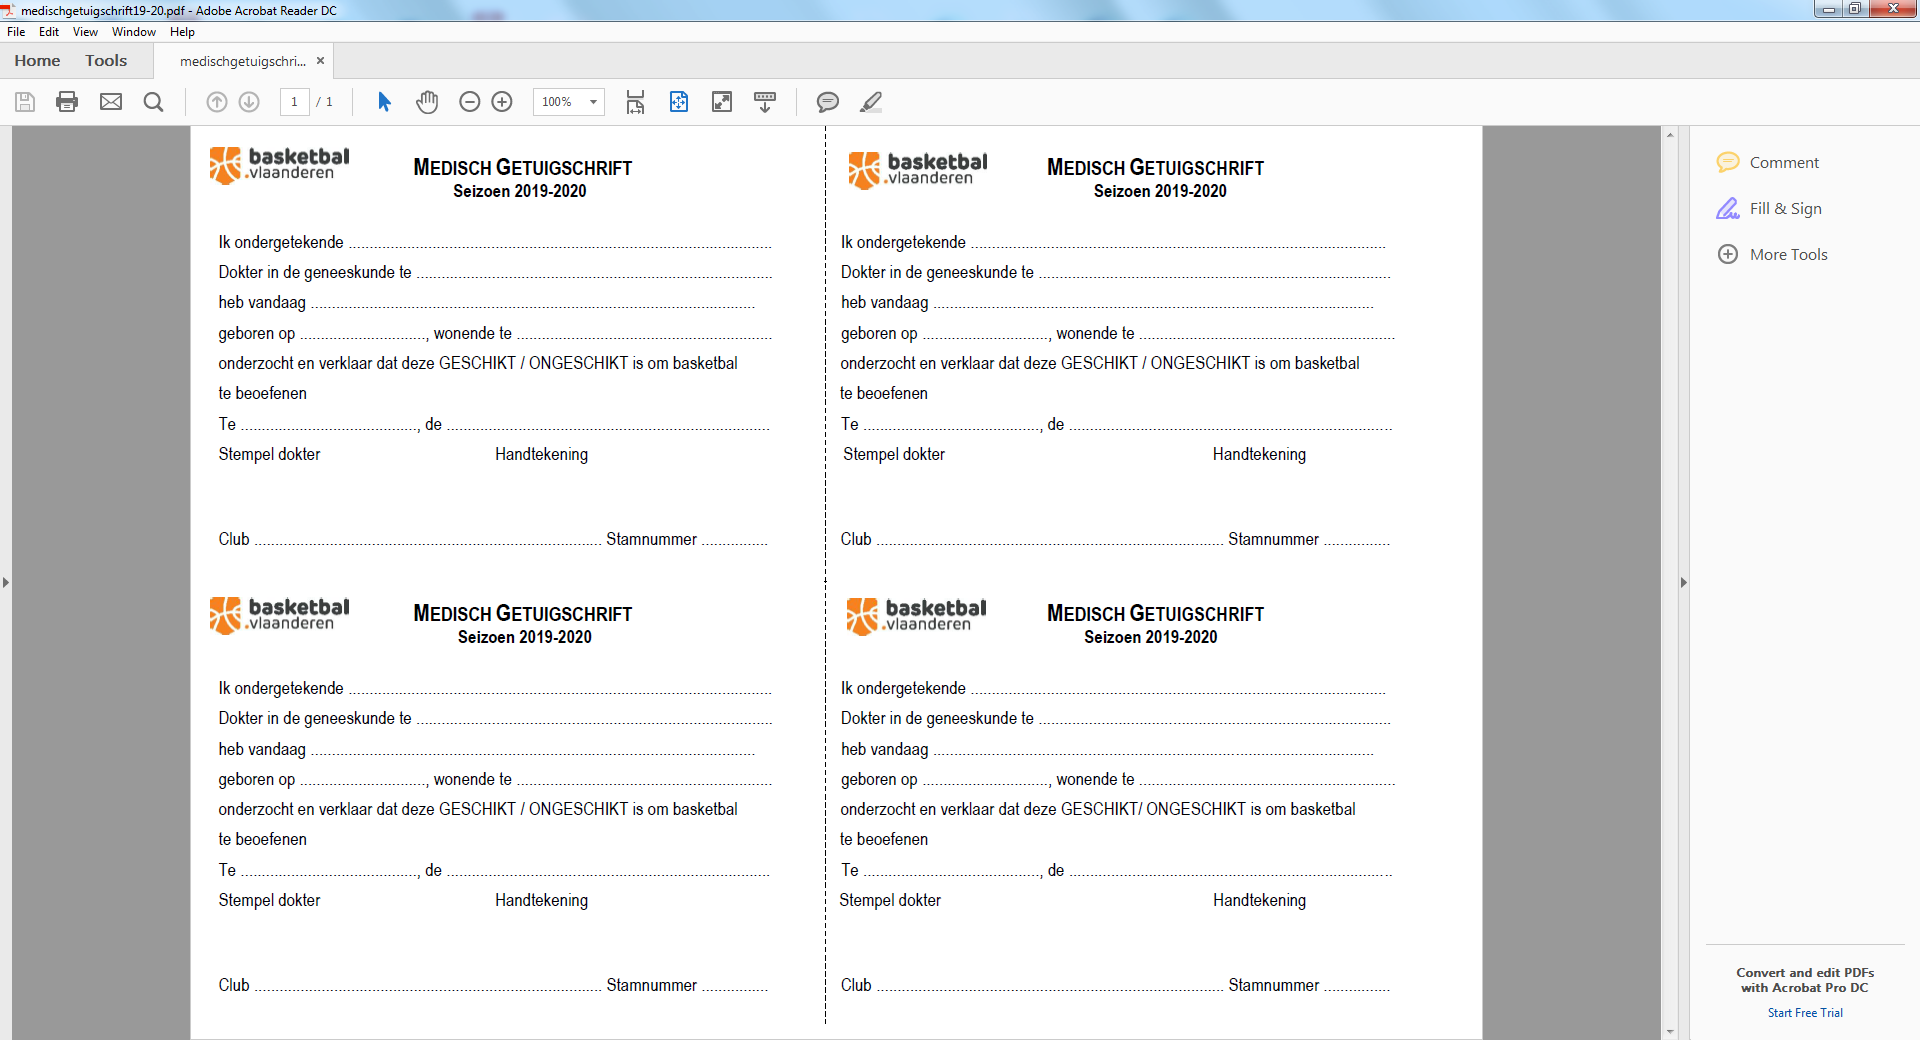 medischgetuigschrift19-20.pdf - Adobe Acrobat Reader DC
File Edit View Window Help
Home Tools medischgetuigschri... ×
1 / 1 100%
basketbal
.vlaanderen
MEDISCH GETUIGSCHRIFT
Seizoen 2019-2020
Ik ondergetekende ....................................................................................................
Dokter in de geneeskunde te ....................................................................................
heb vandaag .........................................................................................................
geboren op .............................., wonende te .............................................................
onderzocht en verklaar dat deze GESCHIKT / ONGESCHIKT is om basketbal
te beoefenen
Te .........................................., de .............................................................................
Stempel dokter Handtekening
Club ................................................................................... Stamnummer ................
basketbal
.vlaanderen
MEDISCH GETUIGSCHRIFT
Seizoen 2019-2020
Ik ondergetekende ...................................................................................................
Dokter in de geneeskunde te ...................................................................................
heb vandaag .........................................................................................................
geboren op .............................., wonende te .............................................................
onderzocht en verklaar dat deze GESCHIKT / ONGESCHIKT is om basketbal
te beoefenen
Te .........................................., de .............................................................................
Stempel dokter Handtekening
Club ................................................................................... Stamnummer ................
basketbal
.vlaanderen
MEDISCH GETUIGSCHRIFT
Seizoen 2019-2020
Ik ondergetekende ....................................................................................................
Dokter in de geneeskunde te ....................................................................................
heb vandaag .........................................................................................................
geboren op .............................., wonende te .............................................................
onderzocht en verklaar dat deze GESCHIKT / ONGESCHIKT is om basketbal
te beoefenen
Te .........................................., de .............................................................................
Stempel dokter Handtekening
Club ................................................................................... Stamnummer ................
basketbal
.vlaanderen
MEDISCH GETUIGSCHRIFT
Seizoen 2019-2020
Ik ondergetekende ...................................................................................................
Dokter in de geneeskunde te ...................................................................................
heb vandaag .........................................................................................................
geboren op .............................., wonende te .............................................................
onderzocht en verklaar dat deze GESCHIKT/ ONGESCHIKT is om basketbal
te beoefenen
Te .........................................., de .............................................................................
Stempel dokter Handtekening
Club ................................................................................... Stamnummer ................
Comment
Fill & Sign
More Tools
Convert and edit PDFs
with Acrobat Pro DC
Start Free Trial